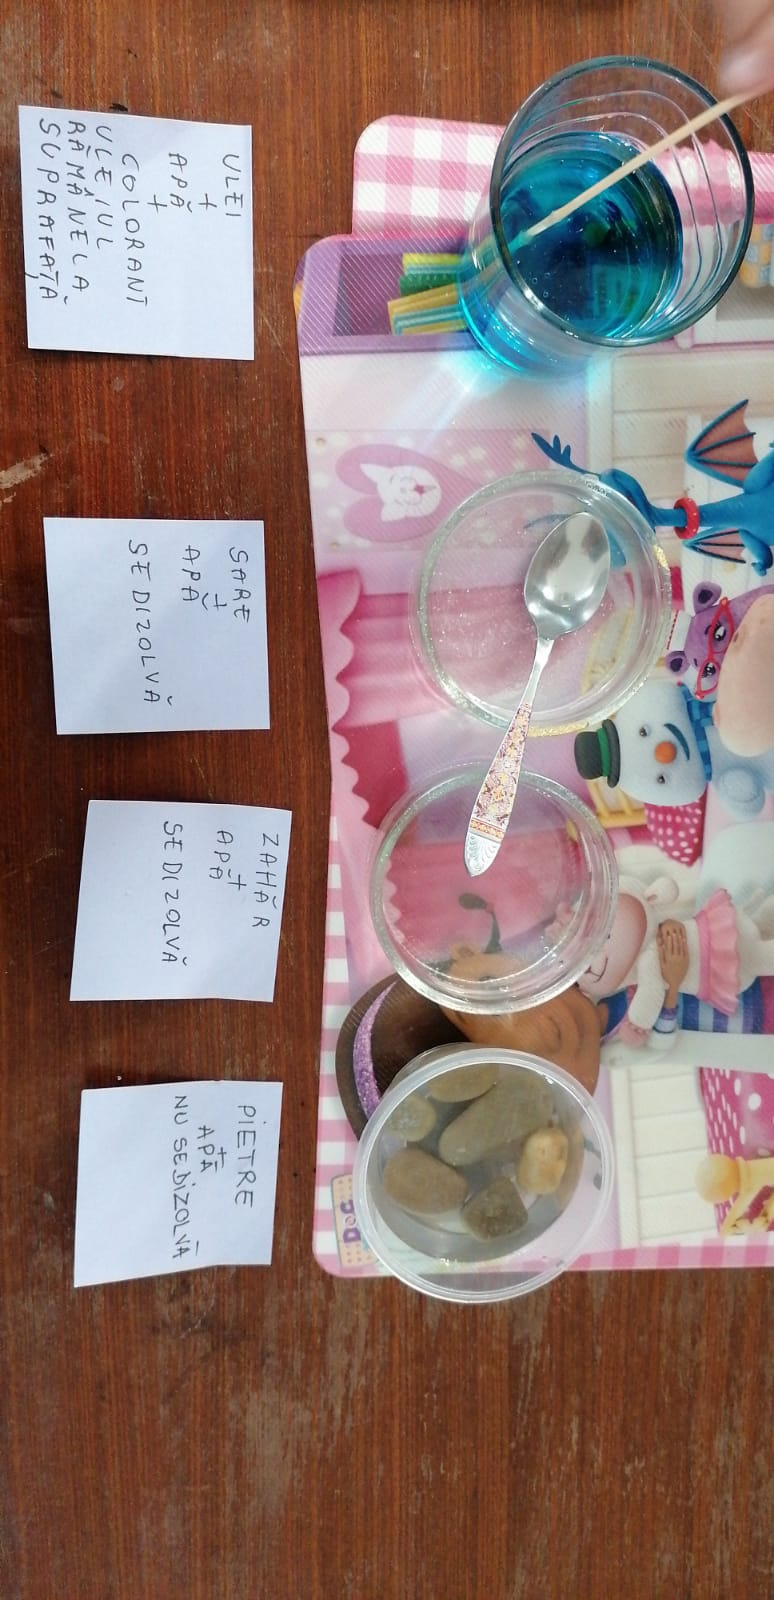 ULEI
+
APĂ
+
COLORANT
ULEIUL
RĂMÂNE LA
SUPRAFAȚĂ
SARE
+
APĂ
SE DIZOLVĂ
ZAHĂR
+
APĂ
SE DIZOLVĂ
PIETRE
+
APĂ
NU SE DIZOLVĂ